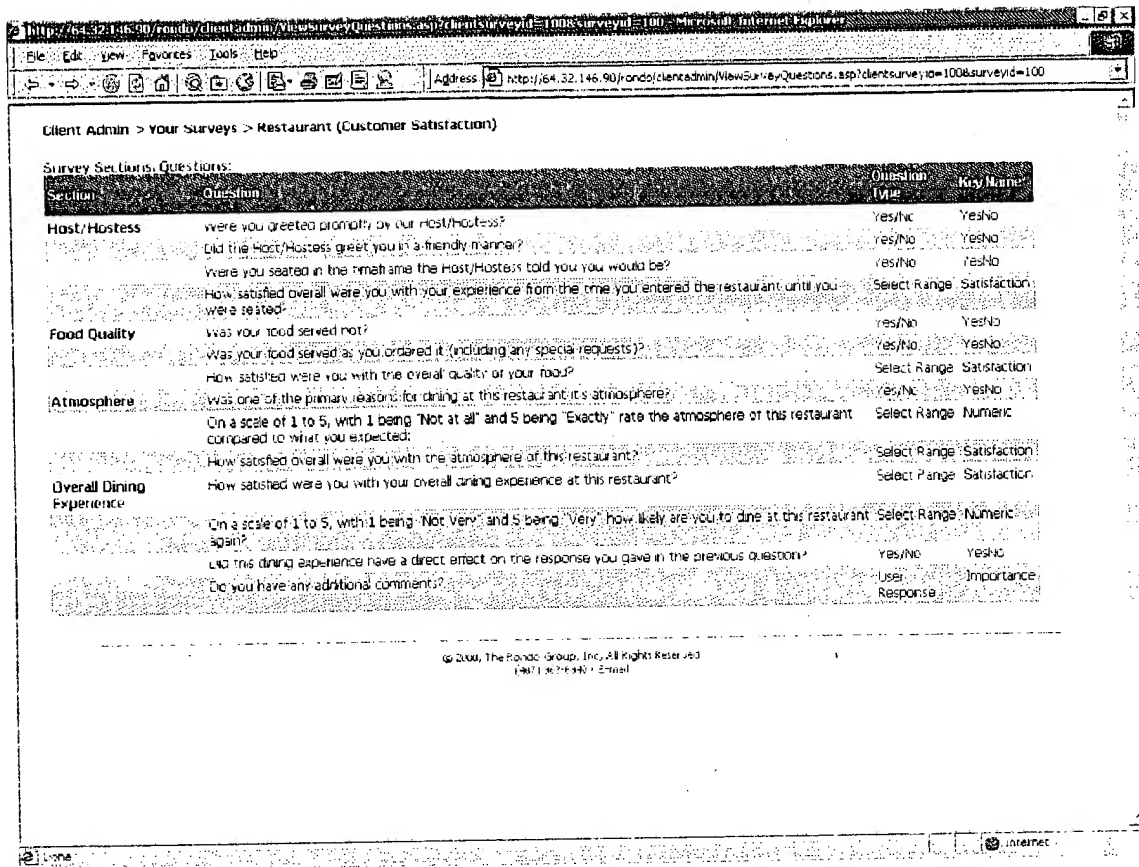 http://64.32.146.90/rondo/clientadmin/ViewSurveyQuestions.asp?clientsurveyid=100&surveyid=100 - Microsoft Internet Explorer
File Edit View Favorites Tools Help
Address http://64.32.146.90/rondo/clientadmin/ViewSurveyQuestions.asp?clientsurveyid=100&surveyid=100
Client Admin > Your Surveys > Restaurant (Customer Satisfaction)
Survey Sections, Questions:
Section Question Question Type Key Name
Host/Hostess Were you greeted promptly by our Host/Hostess? Yes/No YesNo
Did the Host/Hostess greet you in a friendly manner? Yes/No YesNo
Were you seated in the timeframe the Host/Hostess told you you would be? Yes/No YesNo
How satisfied overall were you with your experience from the time you entered the restaurant until you Select Range Satisfaction
were seated?
Food Quality Was your food served hot? Yes/No YesNo
Was your food served as you ordered it (including any special requests)? Yes/No YesNo
How satisfied were you with the overall quality of your food? Select Range Satisfaction
Atmosphere Was one of the primary reasons for dining at this restaurant it's atmosphere? Yes/No YesNo
On a scale of 1 to 5, with 1 being "Not at all" and 5 being "Exactly" rate the atmosphere of this restaurant Select Range Numeric
compared to what you expected:
How satisfied overall were you with the atmosphere of this restaurant? Select Range Satisfaction
Overall Dining How satisfied were you with your overall dining experience at this restaurant? Select Range Satisfaction
Experience
On a scale of 1 to 5, with 1 being "Not Very" and 5 being "Very" how likely are you to dine at this restaurant Select Range Numeric
again?
Did this dining experience have a direct effect on the response you gave in the previous question? Yes/No YesNo
Do you have any additional comments? User Importance
Response
© 2000, The Rondo Group, Inc, All Rights Reserved
E-mail
Done Internet